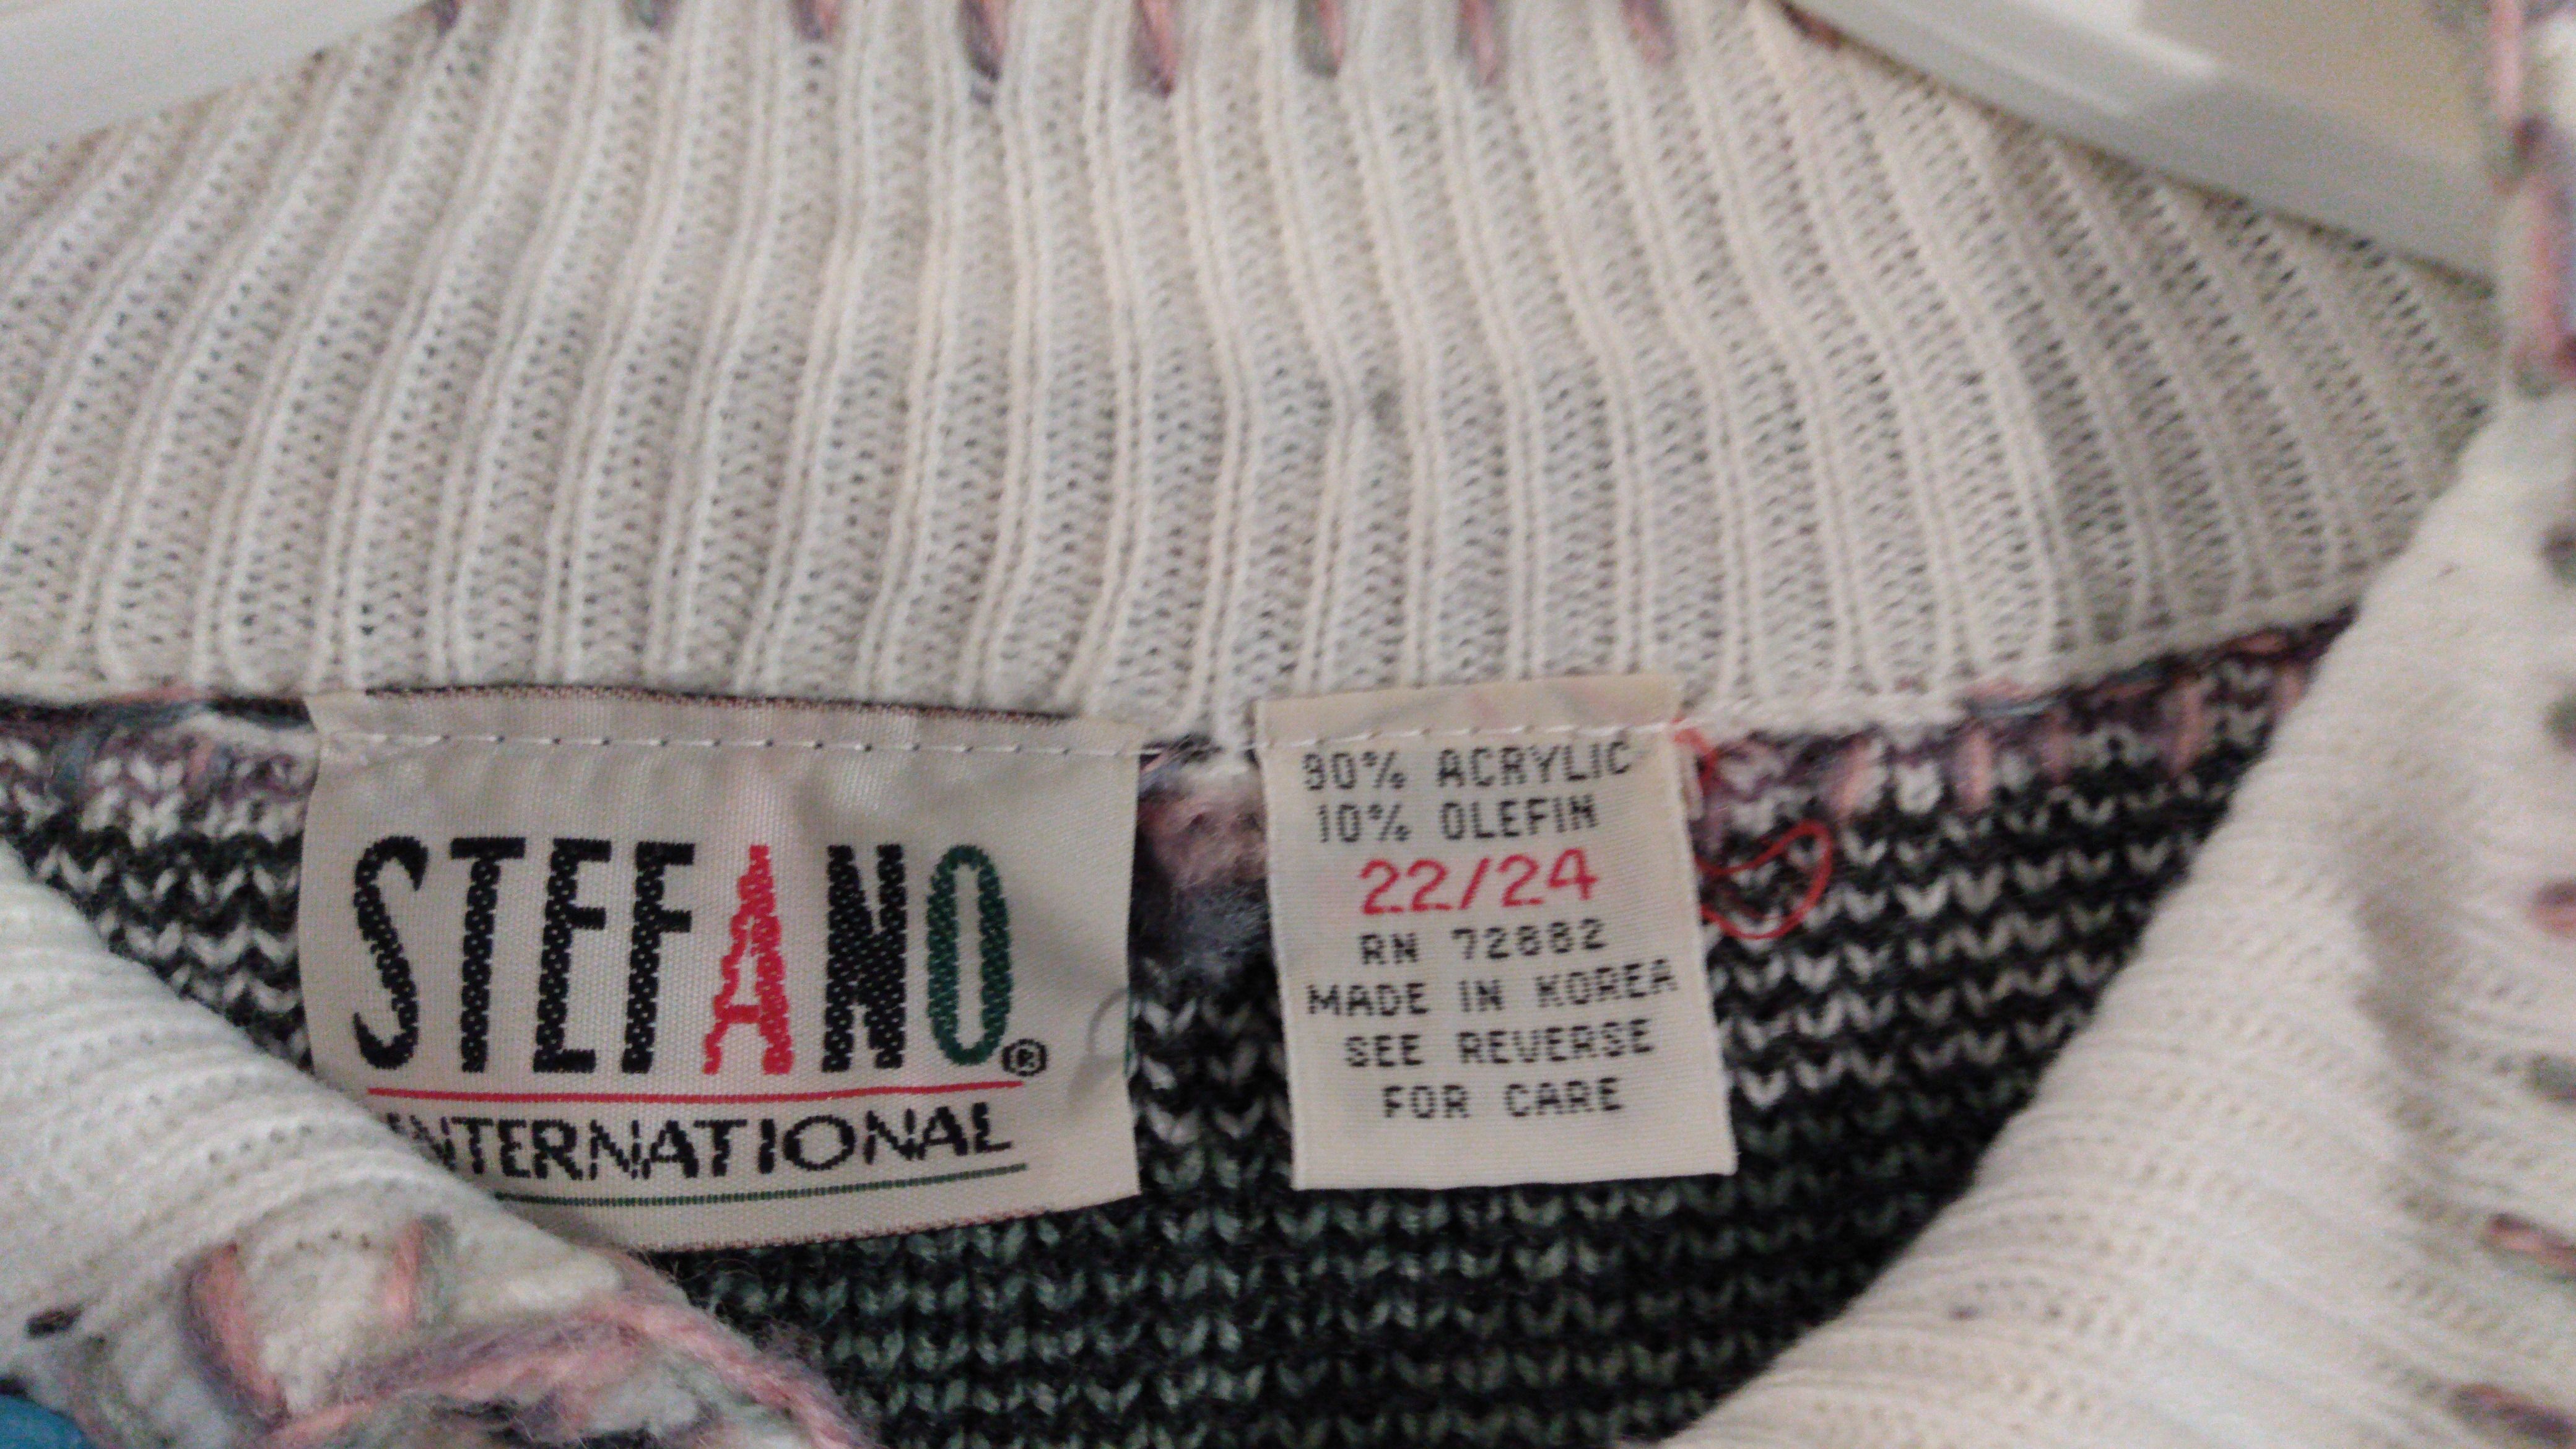 STEFANO®
INTERNATIONAL
90% ACRYLIC
10% OLEFIN
22/24
RN 72882
MADE IN KOREA
SEE REVERSE
FOR CARE